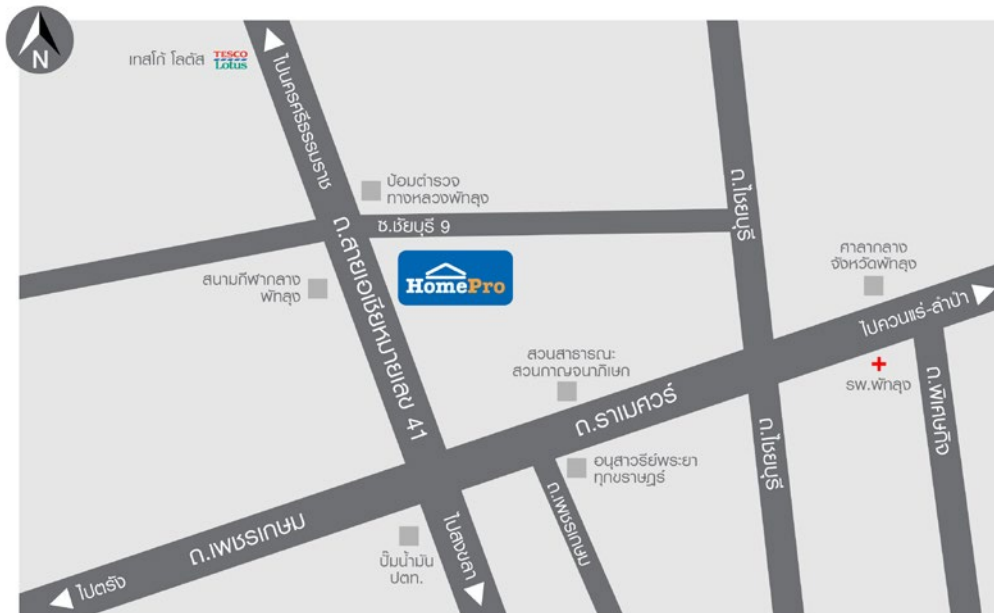 N
เทสโก้ โลตัส TESCO
Lotus
ไปนครศรีธรรมราช
ป้อมตำรวจ
ทางหลวงพัทลุง
ซ.ชัยบุรี 9
ถ.ไชยบุรี
ถ.สายเอเซียหมายเลข 41
สนามกีฬากลาง
พัทลุง
HomePro
ศาลากลาง
จังหวัดพัทลุง
ไปควนแร่-ลำปำ
สวนสาธารณะ
สวนกาญจนาภิเษก
รพ.พัทลุง
ถ.พิเศษกิจ
ถ.ราเมศวร์
ถ.ไชยบุรี
อนุสาวรีย์พระยา
ทุกขราษฎร์
ถ.เพชรเกษม
ถ.เพชรเกษม
ไปสงขลา
ปั๊มน้ำมัน
ปตท.
ไปตรัง